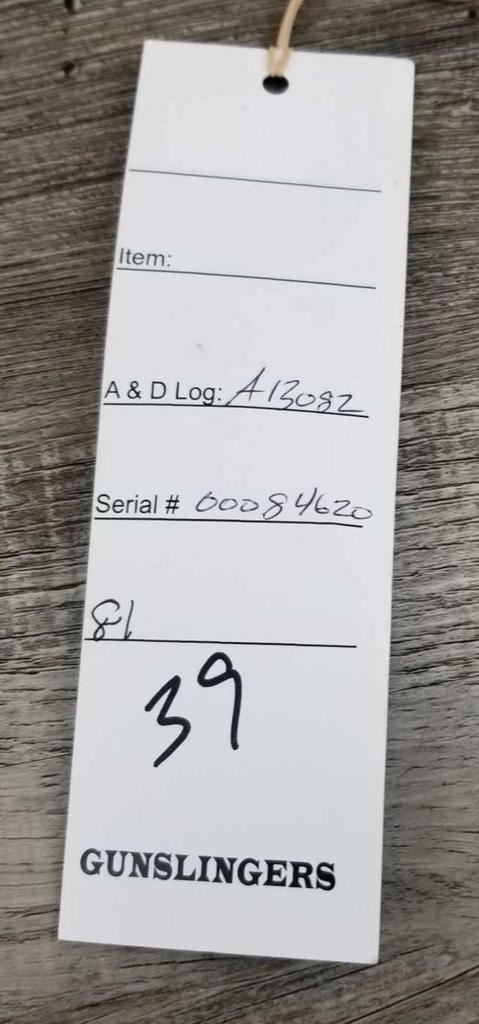 Item:
A & D Log: A13082
Serial # 00084620
81
39
GUNSLINGERS